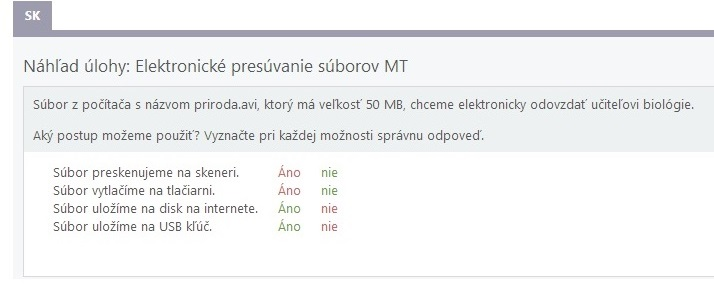 SK
Náhľad úlohy: Elektronické presúvanie súborov MT
Súbor z počítača s názvom priroda.avi, ktorý má veľkosť 50 MB, chceme elektronicky odovzdať učiteľovi biológie.
Aký postup možeme použiť? Vyznačte pri každej možnosti správnu odpoveď.
Súbor preskenujeme na skeneri. Áno nie
Súbor vytlačíme na tlačiarni. Áno nie
Súbor uložíme na disk na internete. Áno nie
Súbor uložíme na USB kľúč. Áno nie